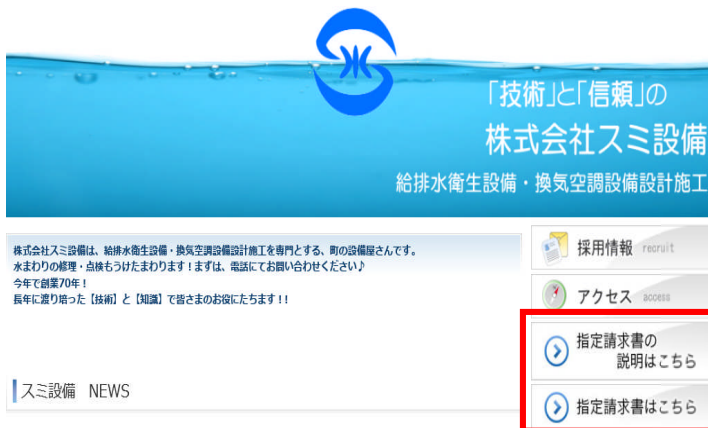 「技術」と「信頼」の
株式会社スミ設備
給排水衛生設備・換気空調設備設計施工
株式会社スミ設備は、給排水衛生設備・換気空調設備設計施工を専門とする、町の設備屋さんです。
水まわりの修理・点検もうけたまわります！まずは、電話にてお問い合わせください♪
今年で創業70年！
長年に渡り培った【技術】と【知識】で皆さまのお役にたちます!!
採用情報 recruit
アクセス access
指定請求書の
説明はこちら
スミ設備 NEWS
指定請求書はこちら